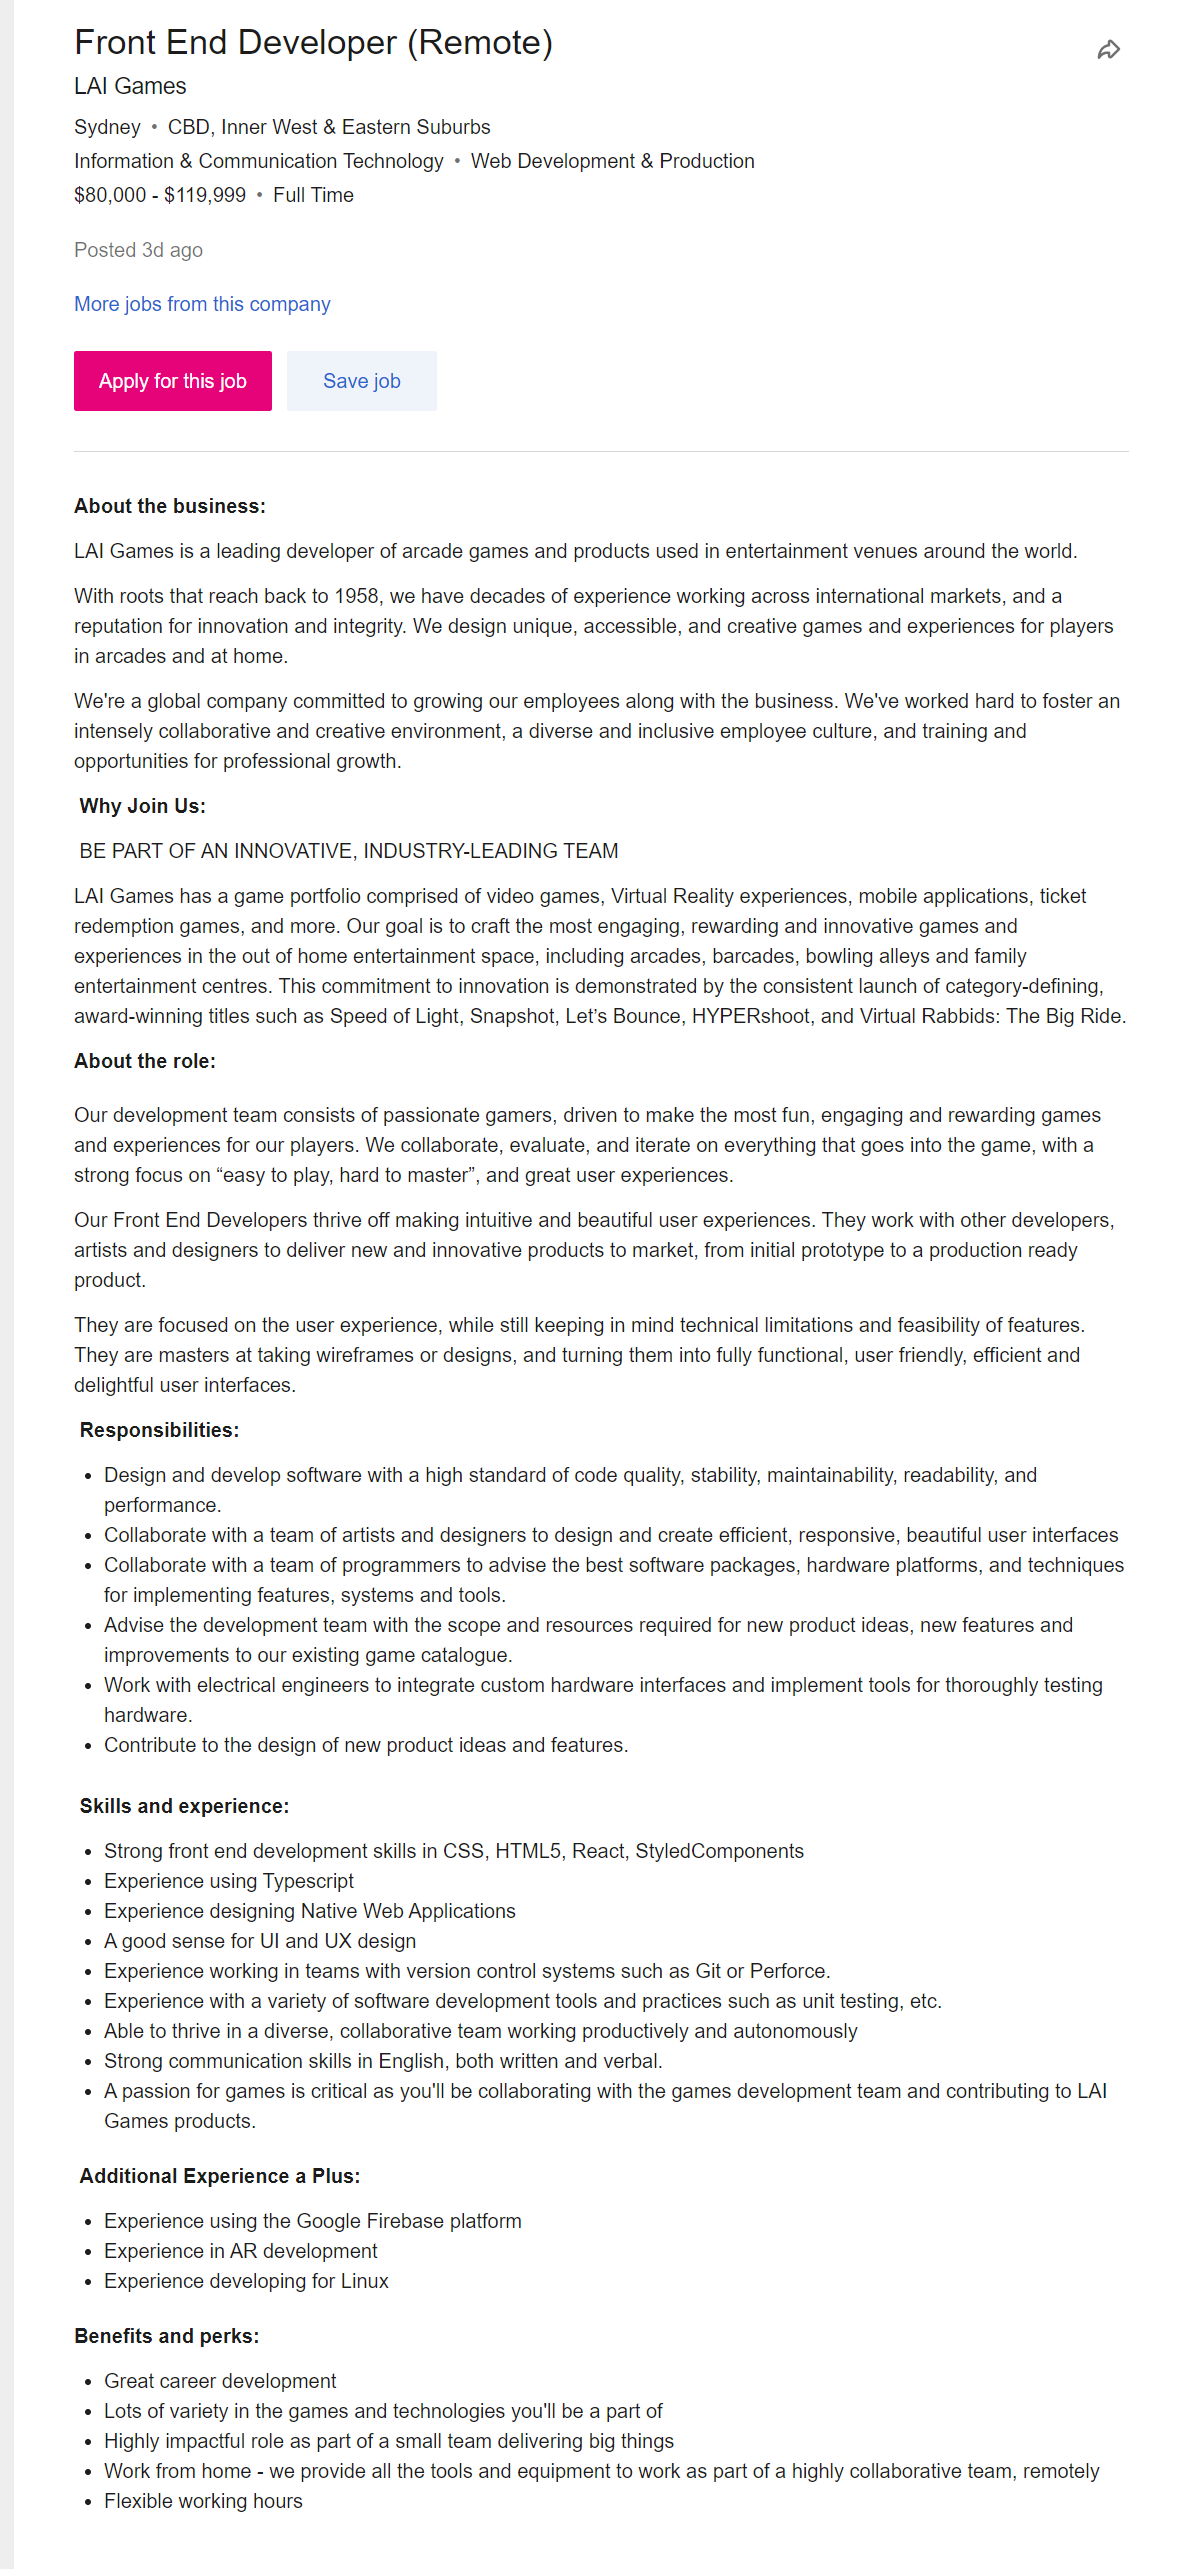 Front End Developer (Remote)
LAI Games
Sydney • CBD, Inner West & Eastern Suburbs
Information & Communication Technology • Web Development & Production
$80,000 - $119,999 • Full Time
Posted 3d ago
More jobs from this company
Apply for this job Save job
About the business:
LAI Games is a leading developer of arcade games and products used in entertainment venues around the world.
With roots that reach back to 1958, we have decades of experience working across international markets, and a
reputation for innovation and integrity. We design unique, accessible, and creative games and experiences for players
in arcades and at home.
We're a global company committed to growing our employees along with the business. We've worked hard to foster an
intensely collaborative and creative environment, a diverse and inclusive employee culture, and training and
opportunities for professional growth.
Why Join Us:
BE PART OF AN INNOVATIVE, INDUSTRY-LEADING TEAM
LAI Games has a game portfolio comprised of video games, Virtual Reality experiences, mobile applications, ticket
redemption games, and more. Our goal is to craft the most engaging, rewarding and innovative games and
experiences in the out of home entertainment space, including arcades, barcades, bowling alleys and family
entertainment centres. This commitment to innovation is demonstrated by the consistent launch of category-defining,
award-winning titles such as Speed of Light, Snapshot, Let’s Bounce, HYPERshoot, and Virtual Rabbids: The Big Ride.
About the role:
Our development team consists of passionate gamers, driven to make the most fun, engaging and rewarding games
and experiences for our players. We collaborate, evaluate, and iterate on everything that goes into the game, with a
strong focus on “easy to play, hard to master”, and great user experiences.
Our Front End Developers thrive off making intuitive and beautiful user experiences. They work with other developers,
artists and designers to deliver new and innovative products to market, from initial prototype to a production ready
product.
They are focused on the user experience, while still keeping in mind technical limitations and feasibility of features.
They are masters at taking wireframes or designs, and turning them into fully functional, user friendly, efficient and
delightful user interfaces.
Responsibilities:
• Design and develop software with a high standard of code quality, stability, maintainability, readability, and
performance.
• Collaborate with a team of artists and designers to design and create efficient, responsive, beautiful user interfaces
• Collaborate with a team of programmers to advise the best software packages, hardware platforms, and techniques
for implementing features, systems and tools.
• Advise the development team with the scope and resources required for new product ideas, new features and
improvements to our existing game catalogue.
• Work with electrical engineers to integrate custom hardware interfaces and implement tools for thoroughly testing
hardware.
• Contribute to the design of new product ideas and features.
Skills and experience:
• Strong front end development skills in CSS, HTML5, React, StyledComponents
• Experience using Typescript
• Experience designing Native Web Applications
• A good sense for UI and UX design
• Experience working in teams with version control systems such as Git or Perforce.
• Experience with a variety of software development tools and practices such as unit testing, etc.
• Able to thrive in a diverse, collaborative team working productively and autonomously
• Strong communication skills in English, both written and verbal.
• A passion for games is critical as you'll be collaborating with the games development team and contributing to LAI
Games products.
Additional Experience a Plus:
• Experience using the Google Firebase platform
• Experience in AR development
• Experience developing for Linux
Benefits and perks:
• Great career development
• Lots of variety in the games and technologies you'll be a part of
• Highly impactful role as part of a small team delivering big things
• Work from home - we provide all the tools and equipment to work as part of a highly collaborative team, remotely
• Flexible working hours